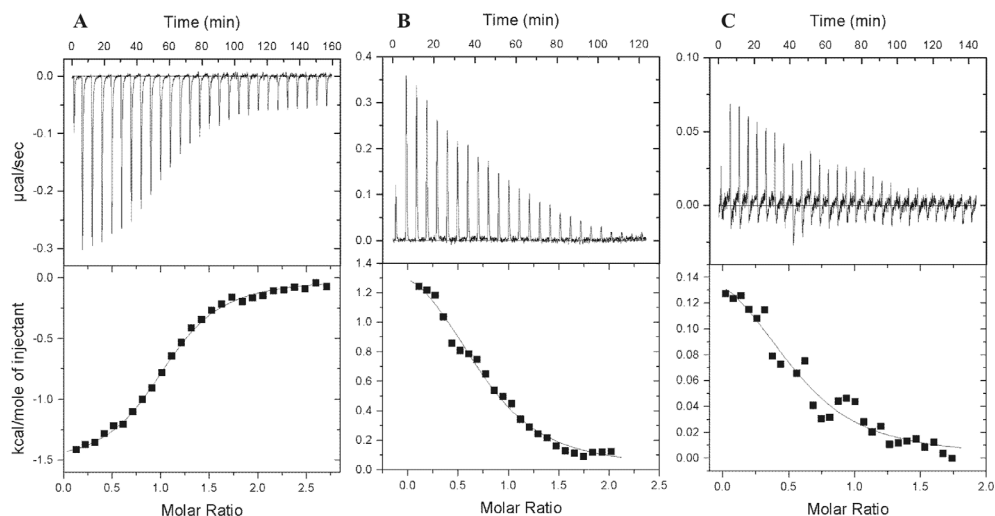 A
Time (min)
0 20 40 60 80 100 120 140 160
0.0
-0.1
-0.2
-0.3
µcal/sec
0.0
-0.5
-1.0
-1.5
kcal/mole of injectant
0.0 0.5 1.0 1.5 2.0 2.5
Molar Ratio
B
Time (min)
0 20 40 60 80 100 120
0.4
0.3
0.2
0.1
0.0
1.4
1.2
1.0
0.8
0.6
0.4
0.2
0.0
0.0 0.5 1.0 1.5 2.0 2.5
Molar Ratio
C
Time (min)
0 20 40 60 80 100 120 140
0.10
0.05
0.00
0.14
0.12
0.10
0.08
0.06
0.04
0.02
0.00
0.0 0.5 1.0 1.5 2.0
Molar Ratio